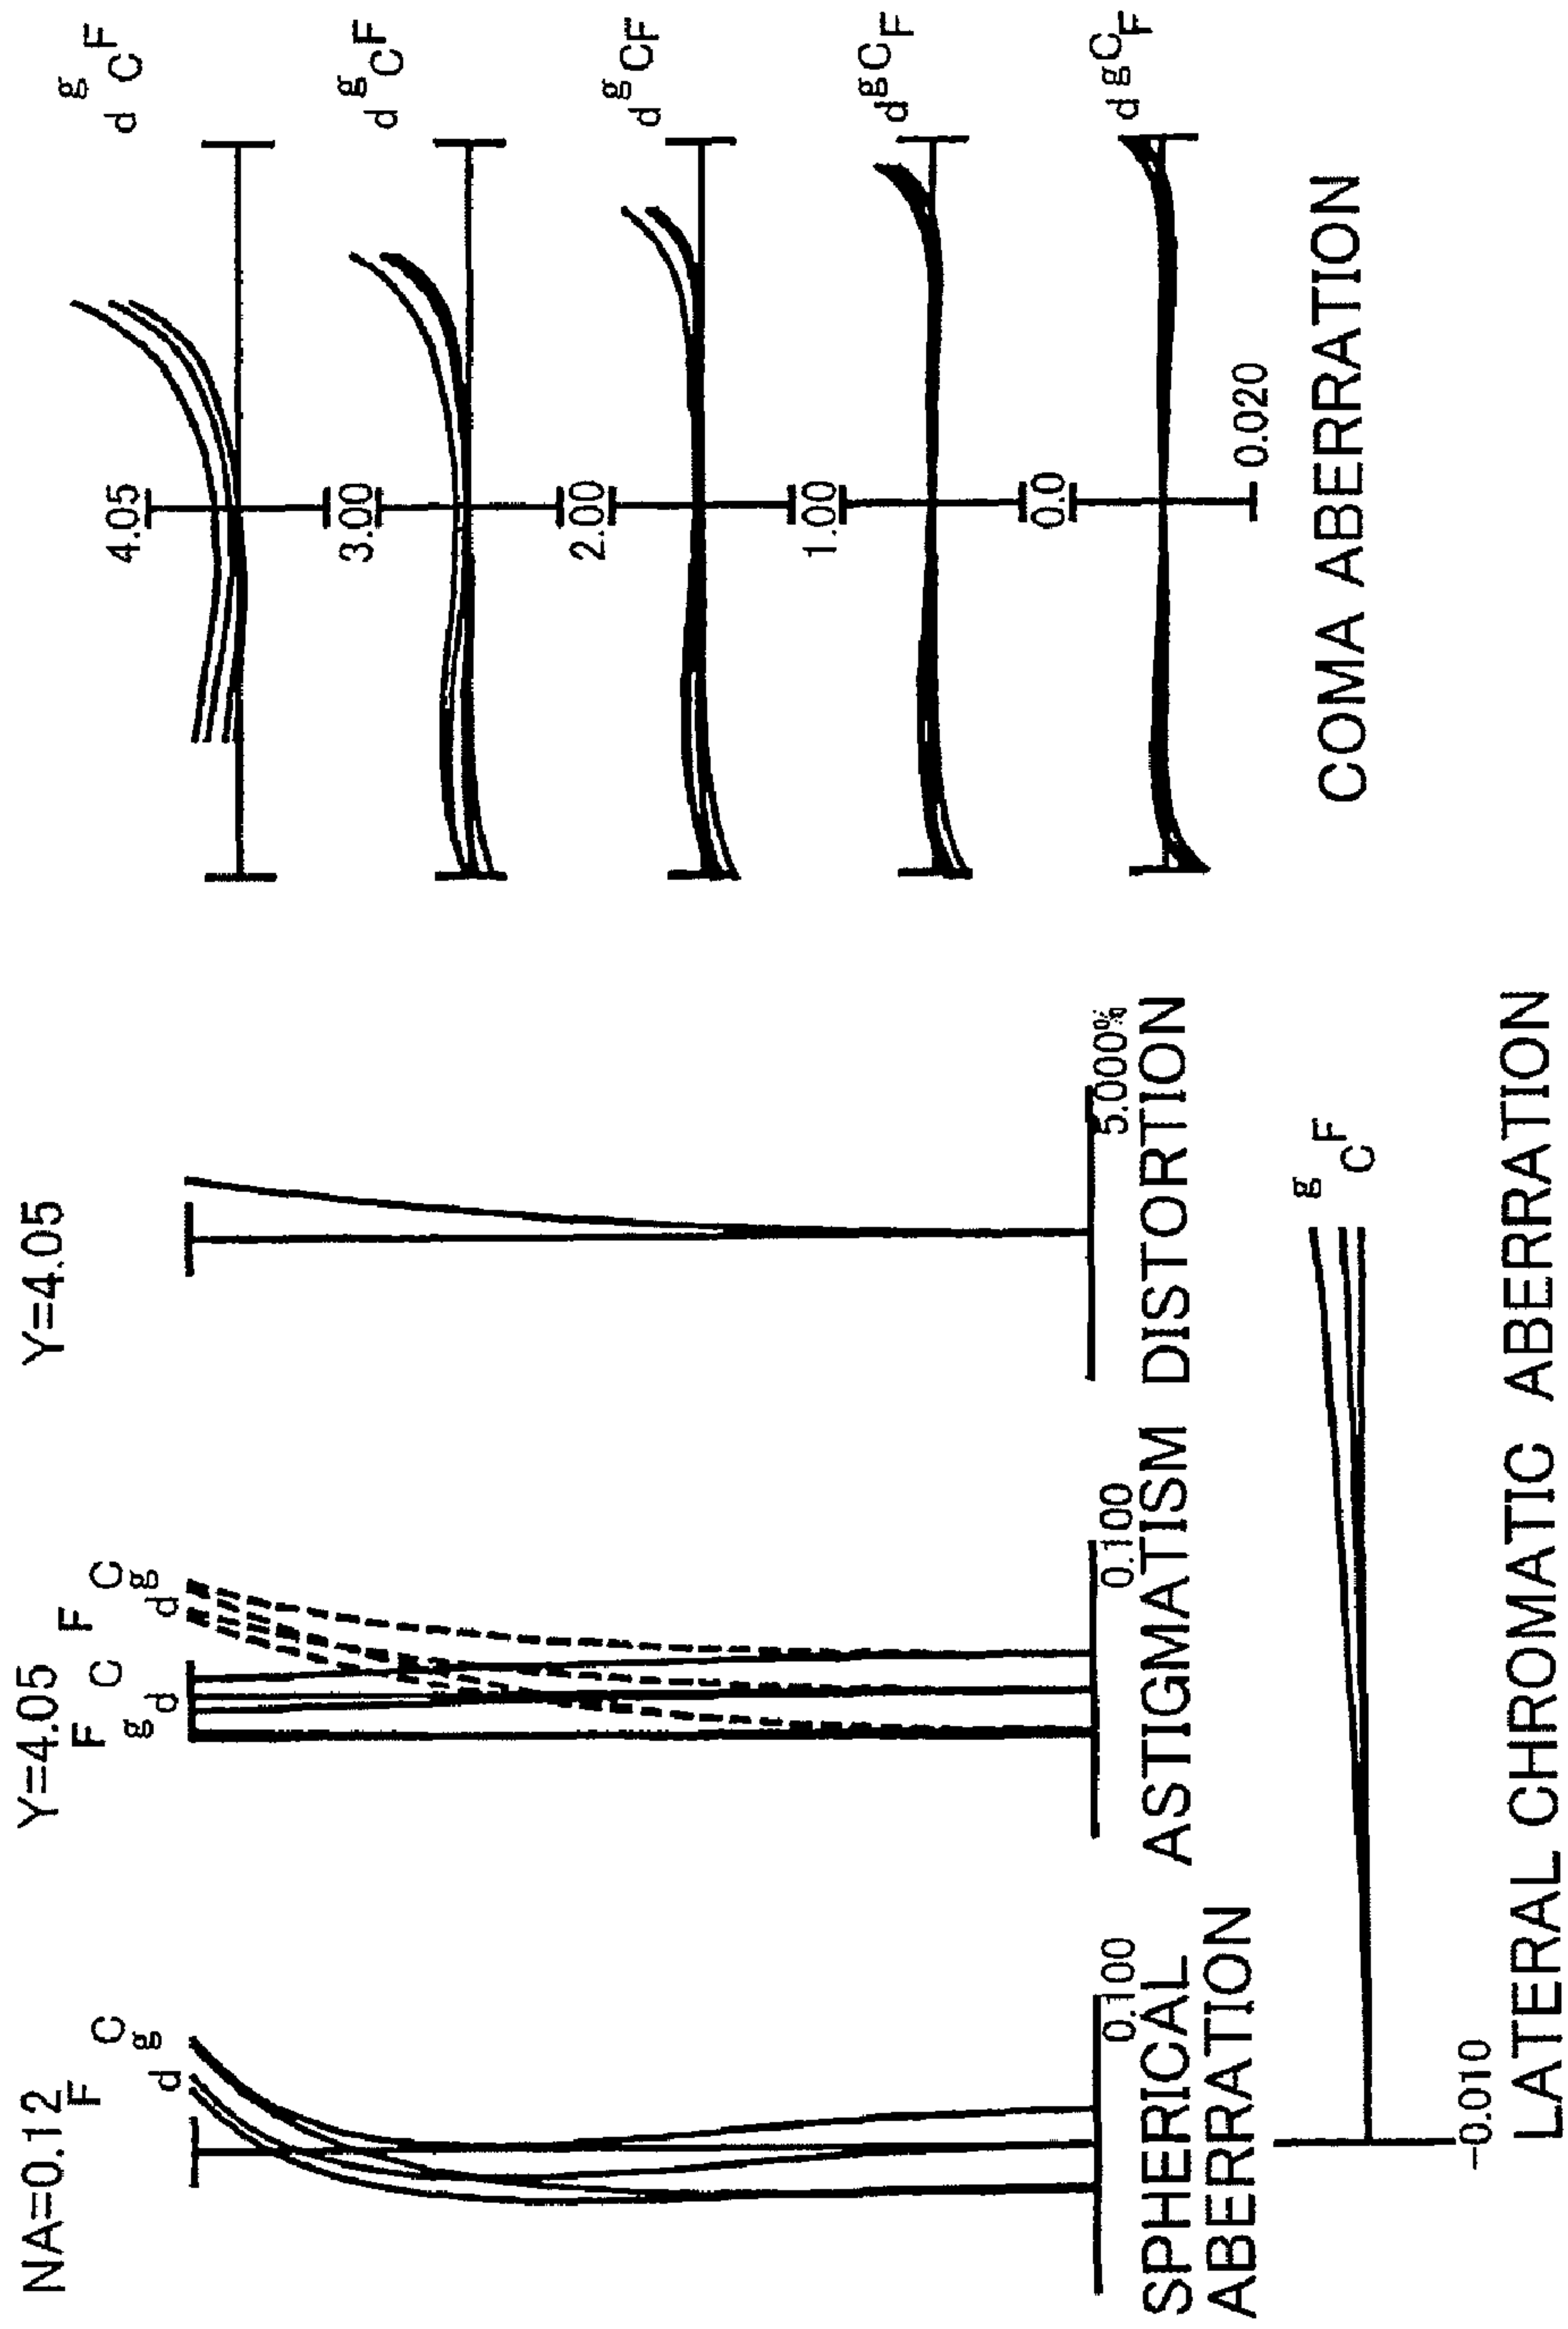 NA=0.12
F
d
C
g
0.100
SPHERICAL
ABERRATION
Y=4.05
F
g
d
C
F
d
C
g
0.100
ASTIGMATISM
Y=4.05
5.000%
DISTORTION
g
F
C
-0.010
LATERAL CHROMATIC ABERRATION
4.05
d g C F
3.00
d g C F
2.00
d g C F
1.00
d g C F
0.0
d g C F
0.020
COMA ABERRATION